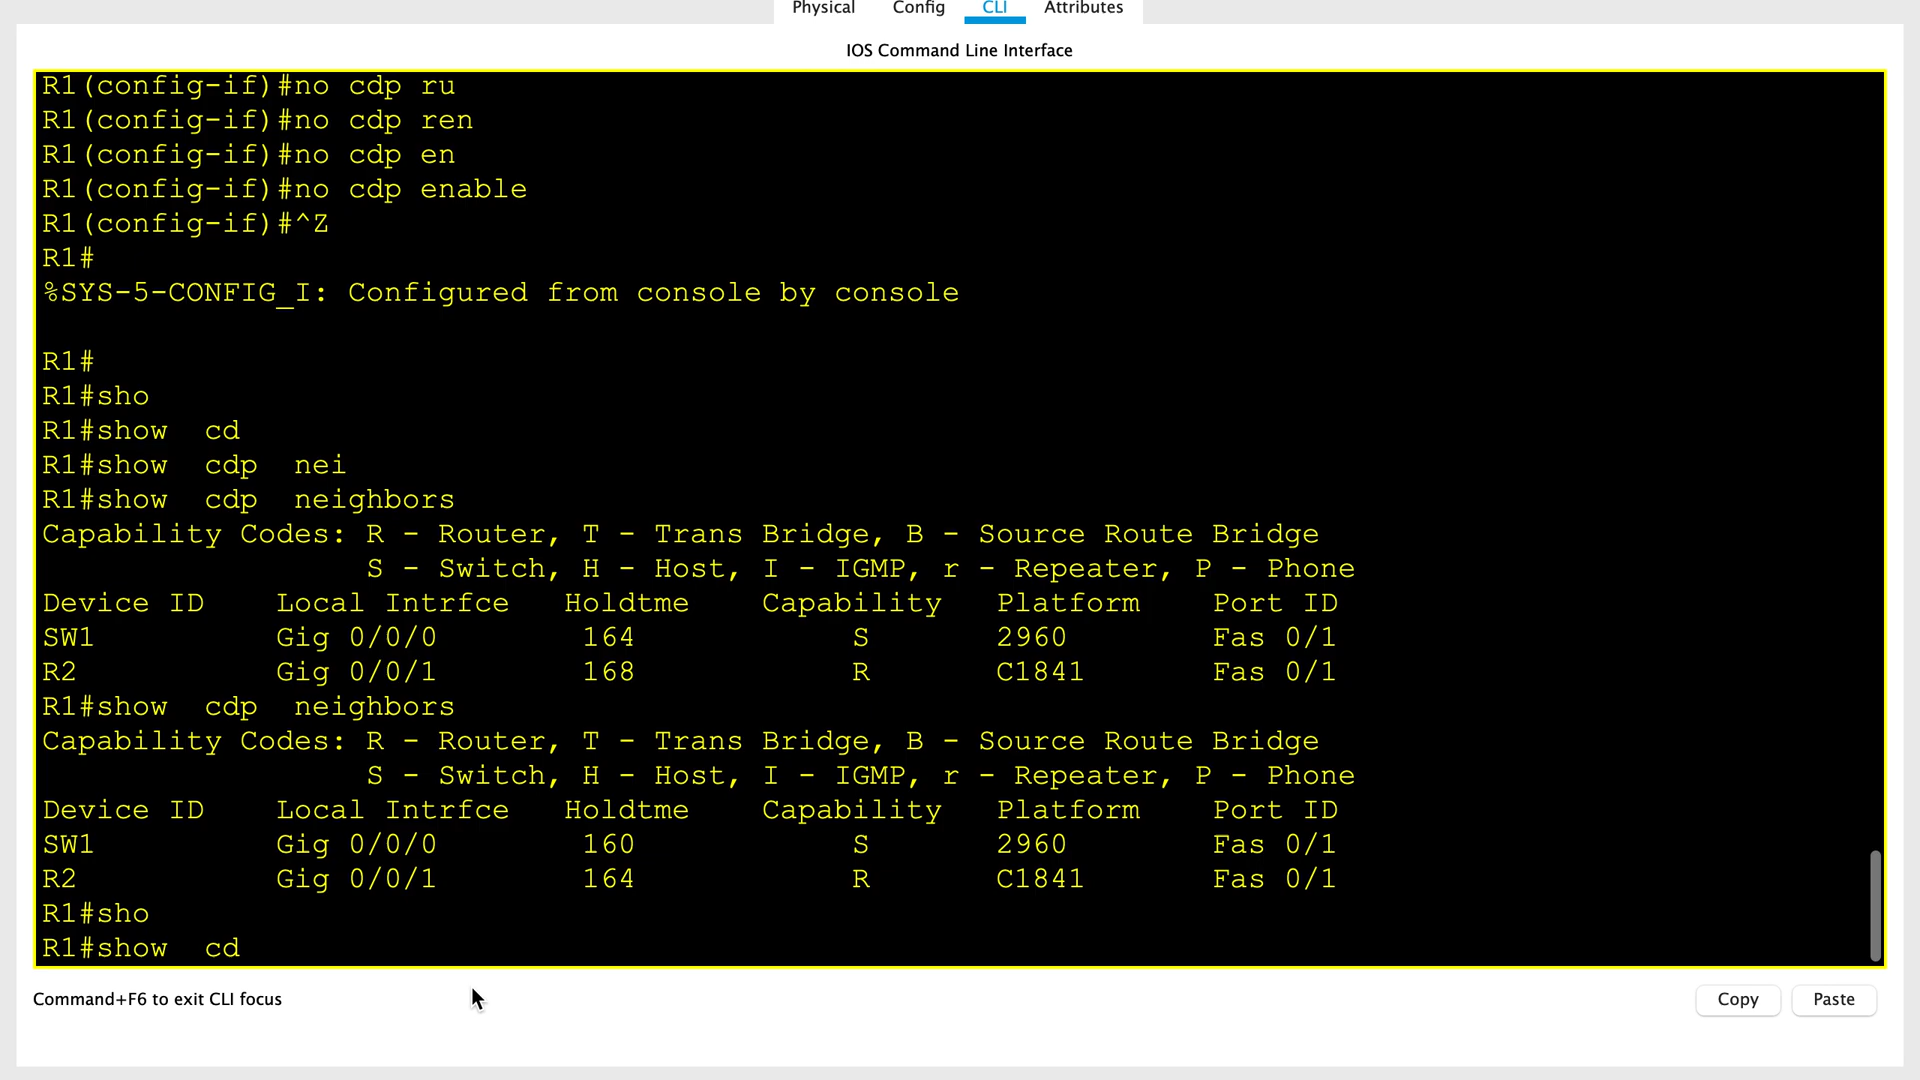 Physical Config CLI Attributes
IOS Command Line Interface
R1(config-if)#no cdp ru
R1(config-if)#no cdp ren
R1(config-if)#no cdp en
R1(config-if)#no cdp enable
R1(config-if)#^Z
R1#
%SYS-5-CONFIG_I: Configured from console by console
R1#
R1#sho
R1#show cd
R1#show cdp nei
R1#show cdp neighbors
Capability Codes: R - Router, T - Trans Bridge, B - Source Route Bridge
S - Switch, H - Host, I - IGMP, r - Repeater, P - Phone
Device ID Local Intrfce Holdtme Capability Platform Port ID
SW1 Gig 0/0/0 164 S 2960 Fas 0/1
R2 Gig 0/0/1 168 R C1841 Fas 0/1
R1#show cdp neighbors
Capability Codes: R - Router, T - Trans Bridge, B - Source Route Bridge
S - Switch, H - Host, I - IGMP, r - Repeater, P - Phone
Device ID Local Intrfce Holdtme Capability Platform Port ID
SW1 Gig 0/0/0 160 S 2960 Fas 0/1
R2 Gig 0/0/1 164 R C1841 Fas 0/1
R1#sho
R1#show cd
Command+F6 to exit CLI focus
Copy Paste